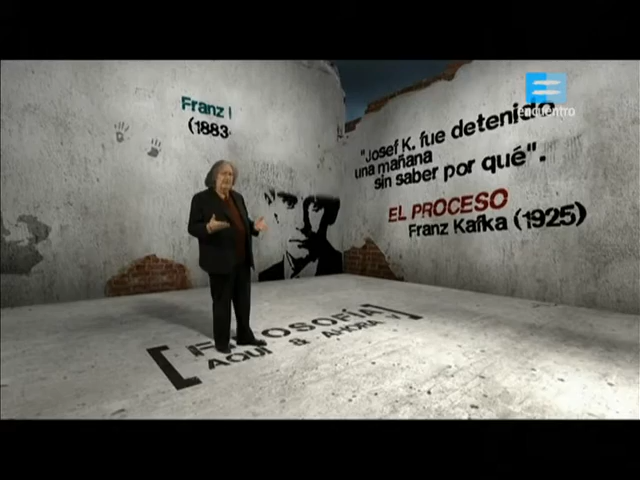 encuentro
Franz
(1883-
"Josef K. fue detenido
una mañana
sin saber por qué".
EL PROCESO
Franz Kafka (1925)
[FILOSOFÍA
AQUÍ & AHORA]